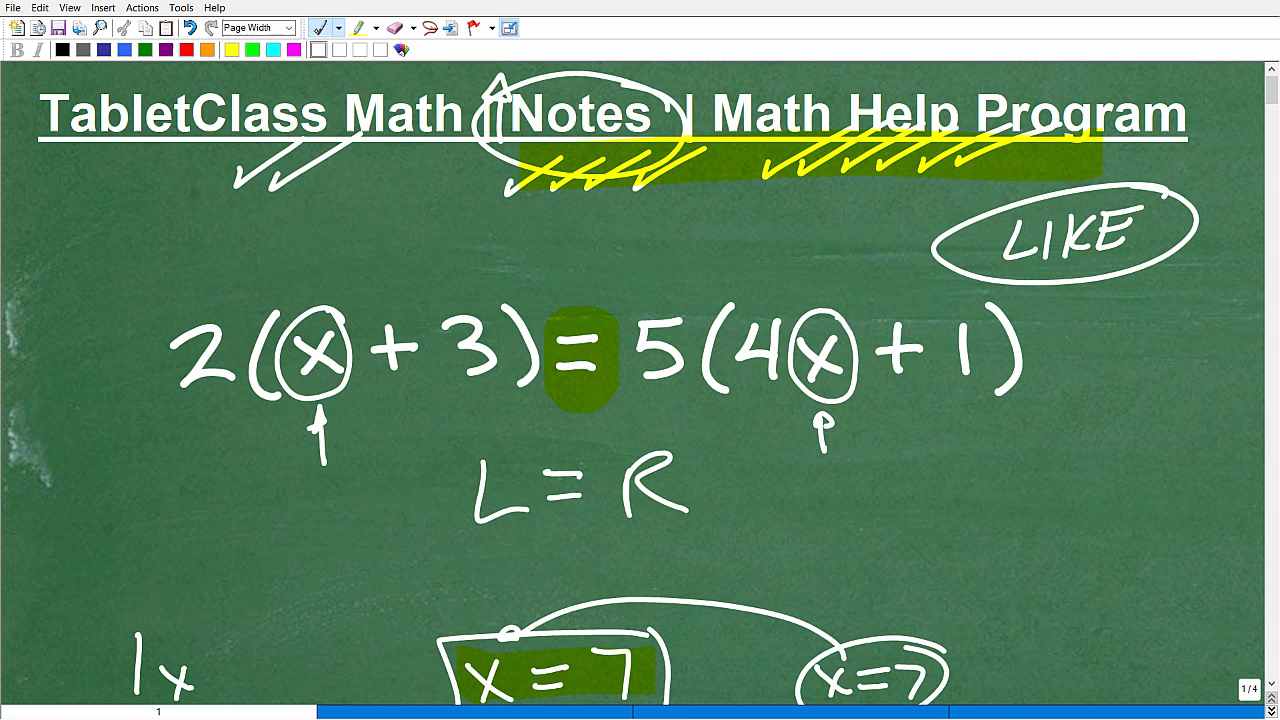 File Edit View Insert Actions Tools Help
Page Width
B I
TabletClass Math | Notes | Math Help Program
LIKE
2(x + 3) = 5(4x + 1)
L = R
1x x = 7 x=7
1/4
1